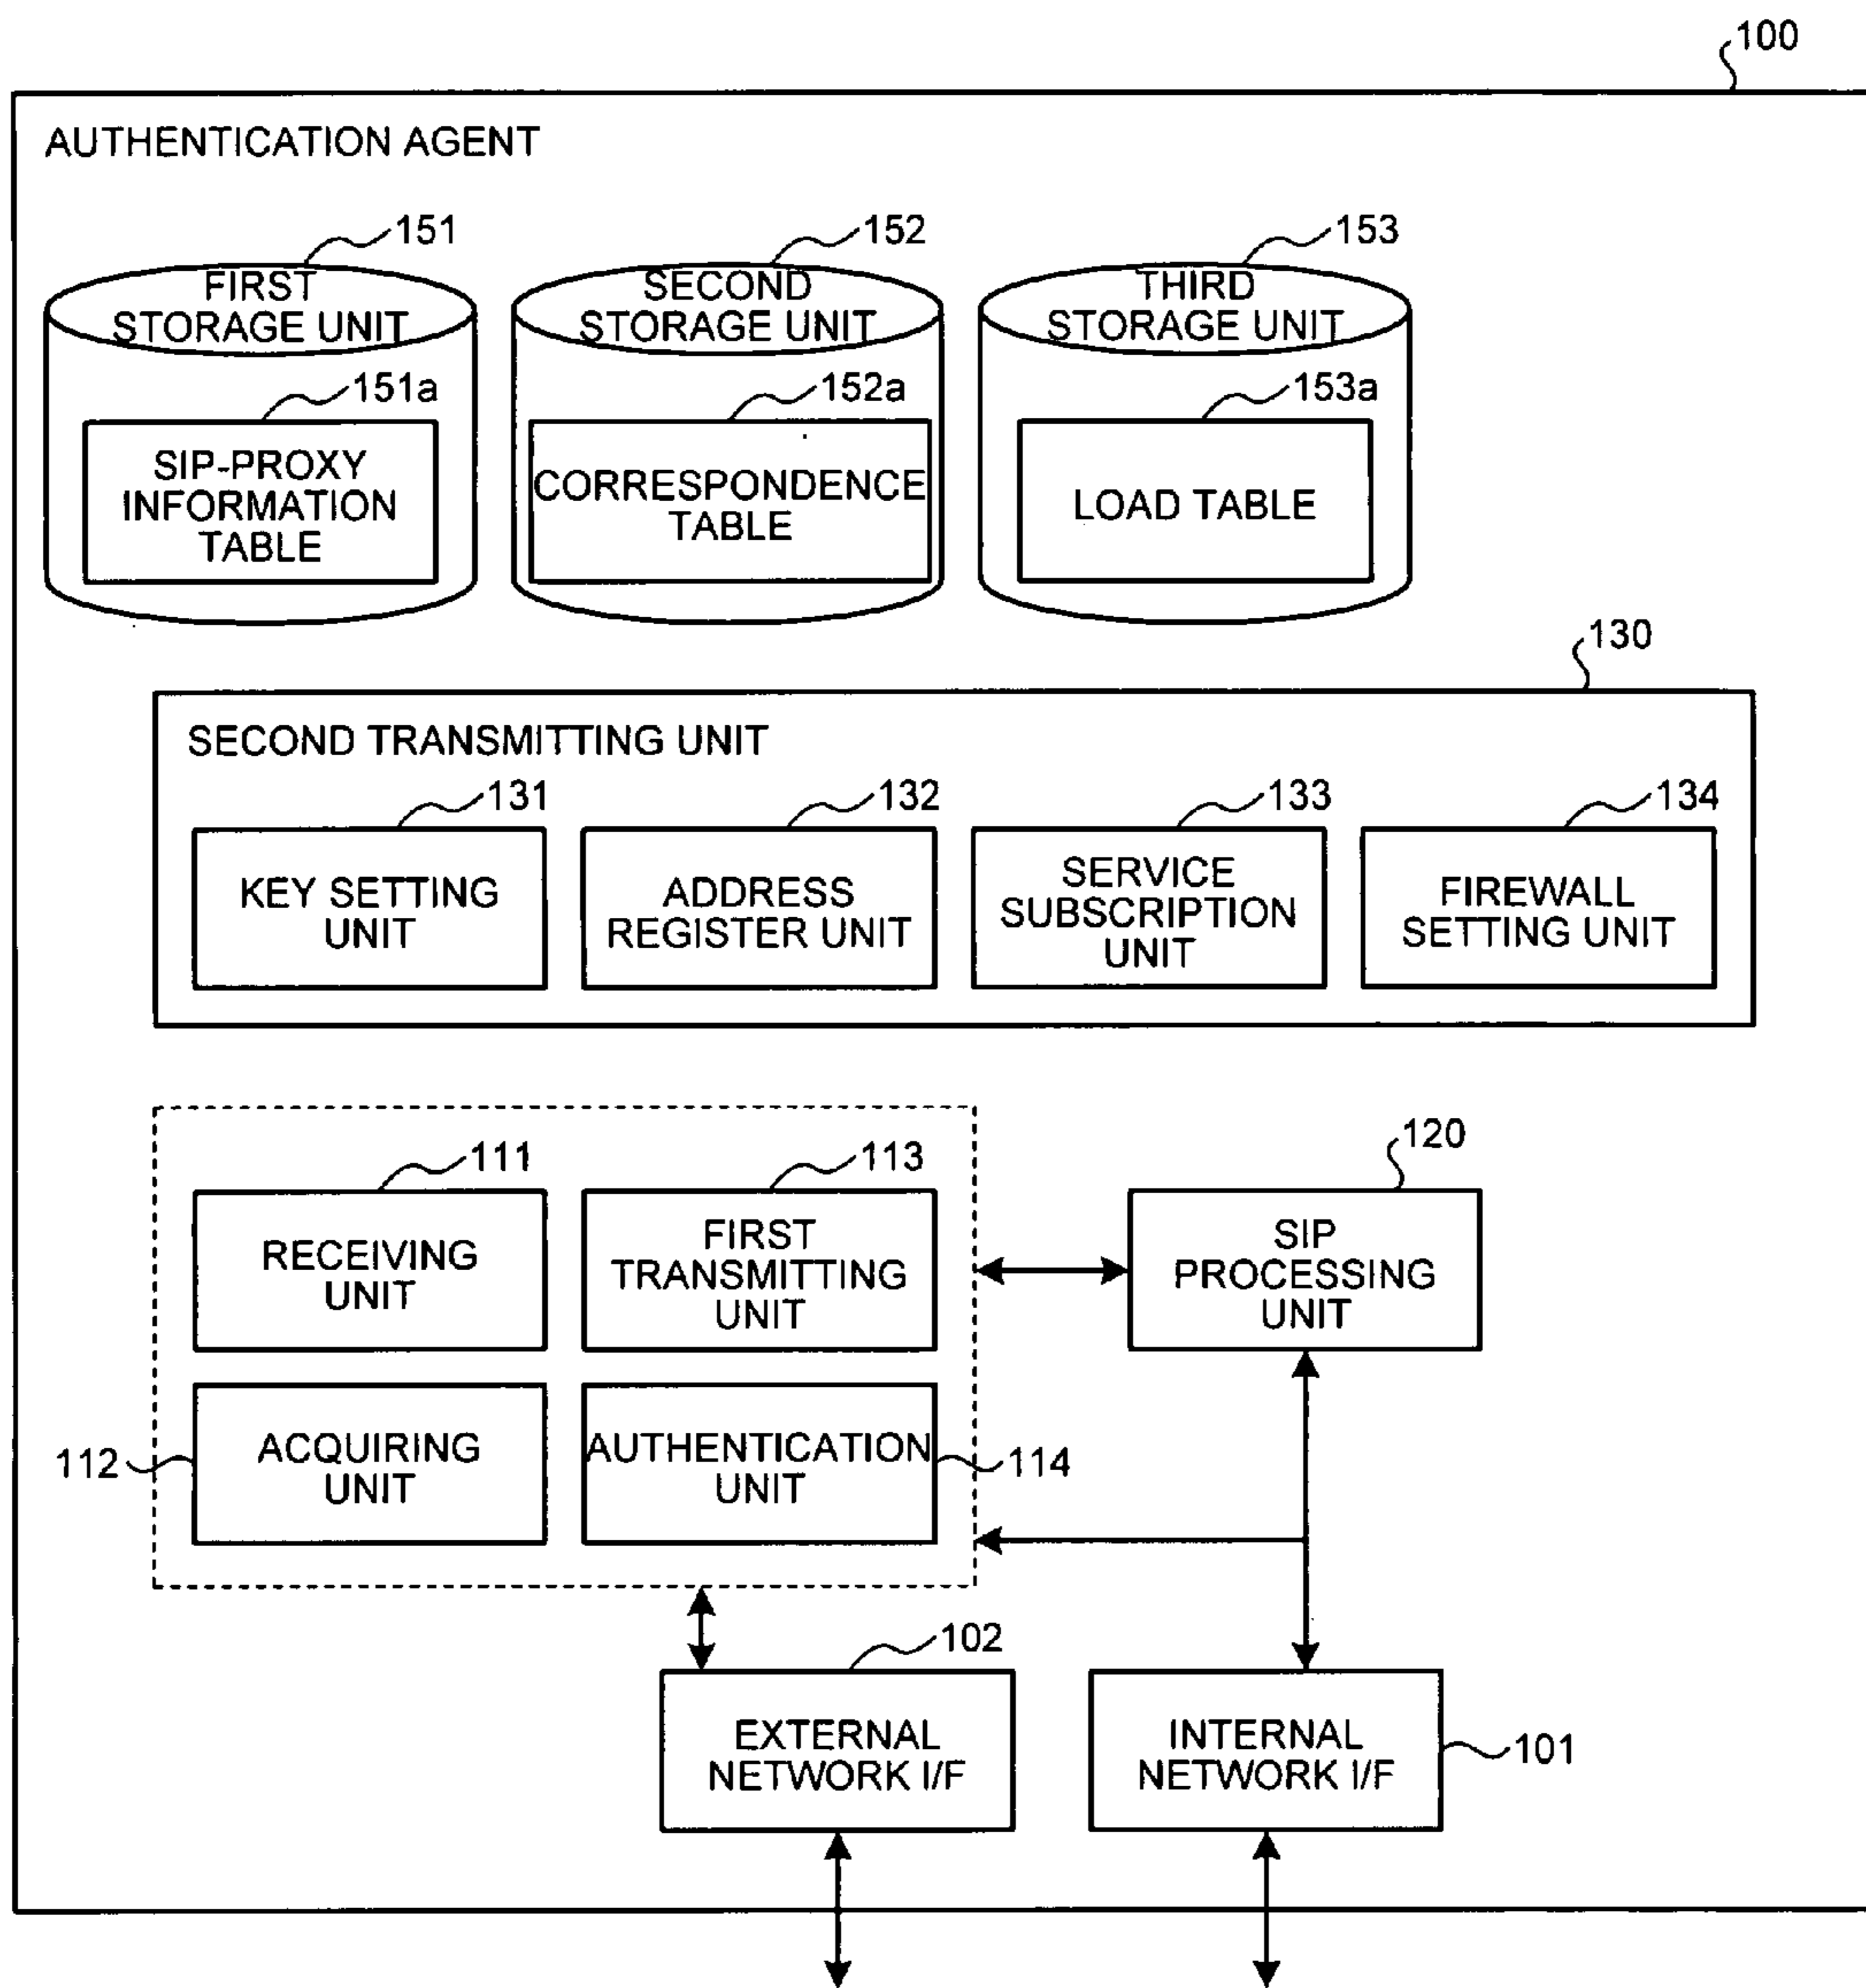 100
AUTHENTICATION AGENT
151
152
153
FIRST
STORAGE UNIT
SECOND
STORAGE UNIT
THIRD
STORAGE UNIT
151a
152a
153a
SIP-PROXY
INFORMATION
TABLE
CORRESPONDENCE
TABLE
LOAD TABLE
130
SECOND TRANSMITTING UNIT
131
132
133
134
KEY SETTING
UNIT
ADDRESS
REGISTER UNIT
SERVICE
SUBSCRIPTION
UNIT
FIREWALL
SETTING UNIT
111
113
120
RECEIVING
UNIT
FIRST
TRANSMITTING
UNIT
SIP
PROCESSING
UNIT
112
ACQUIRING
UNIT
AUTHENTICATION
UNIT
114
102
EXTERNAL
NETWORK I/F
INTERNAL
NETWORK I/F
101